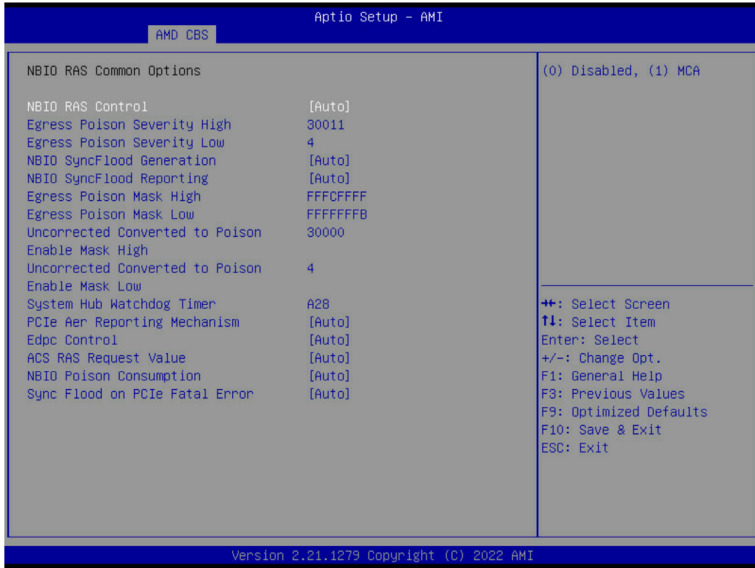 Aptio Setup – AMI
AMD CBS
NBIO RAS Common Options
(0) Disabled, (1) MCA
NBIO RAS Control [Auto]
Egress Poison Severity High 30011
Egress Poison Severity Low 4
NBIO SyncFlood Generation [Auto]
NBIO SyncFlood Reporting [Auto]
Egress Poison Mask High FFFCFFFF
Egress Poison Mask Low FFFFFFFB
Uncorrected Converted to Poison 30000
Enable Mask High
Uncorrected Converted to Poison 4
Enable Mask Low
System Hub Watchdog Timer A28
PCIe Aer Reporting Mechanism [Auto]
Edpc Control [Auto]
ACS RAS Request Value [Auto]
NBIO Poison Consumption [Auto]
Sync Flood on PCIe Fatal Error [Auto]
→←: Select Screen
↑↓: Select Item
Enter: Select
+/-: Change Opt.
F1: General Help
F3: Previous Values
F9: Optimized Defaults
F10: Save & Exit
ESC: Exit
Version 2.21.1279 Copyright (C) 2022 AMI